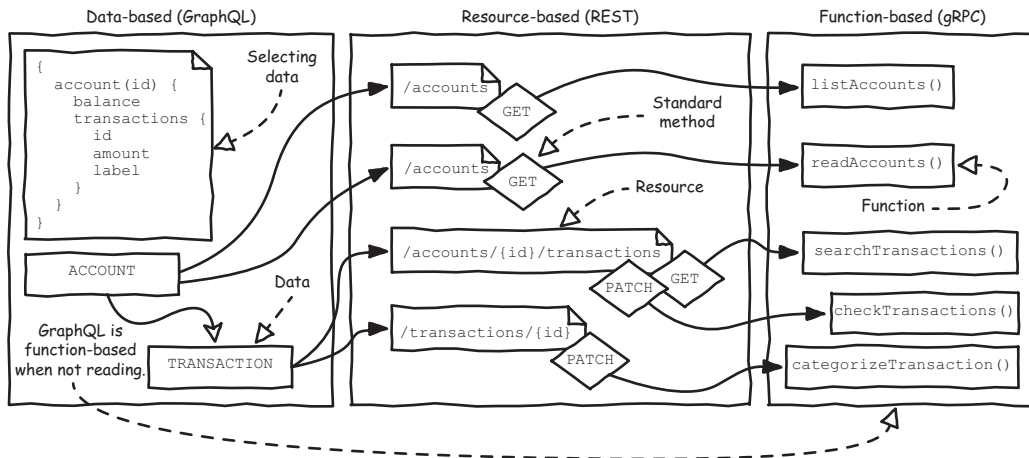 Data-based (GraphQL)
Resource-based (REST)
Function-based (gRPC)
{
account(id) {
balance
transactions {
id
amount
label
}
}
}
Selecting
data
ACCOUNT
Data
GraphQL is
function-based
when not reading.
TRANSACTION
/accounts
GET
Standard
method
/accounts
GET
Resource
/accounts/{id}/transactions
PATCH
GET
/transactions/{id}
PATCH
listAccounts()
readAccounts()
Function
searchTransactions()
checkTransactions()
categorizeTransaction()